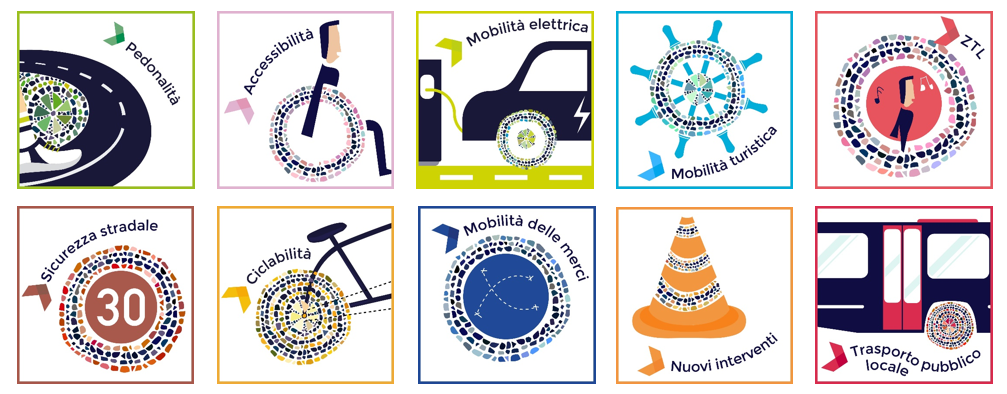 Pedonalità
Accessibilità
Mobilità elettrica
Mobilità turistica
ZTL
Sicurezza stradale
30
Ciclabilità
Mobilità delle merci
Nuovi interventi
Trasporto pubblico
locale